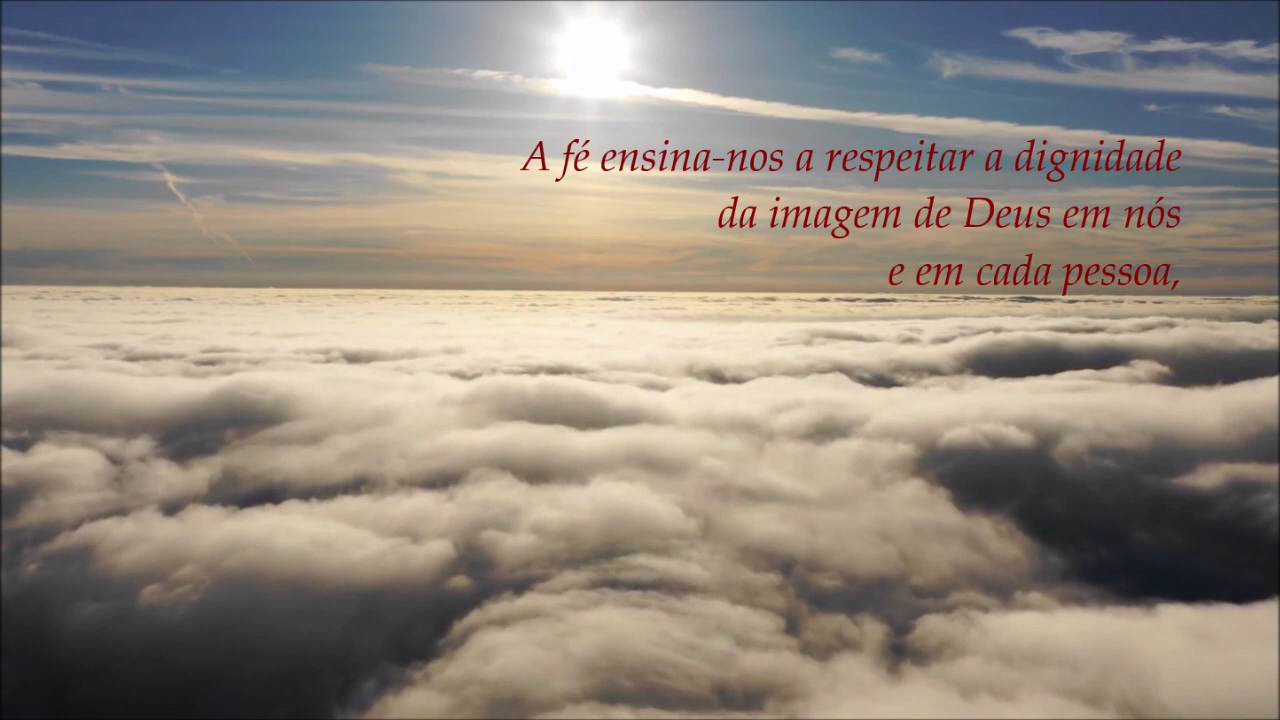 A fé ensina-nos a respeitar a dignidade
da imagem de Deus em nós
e em cada pessoa,